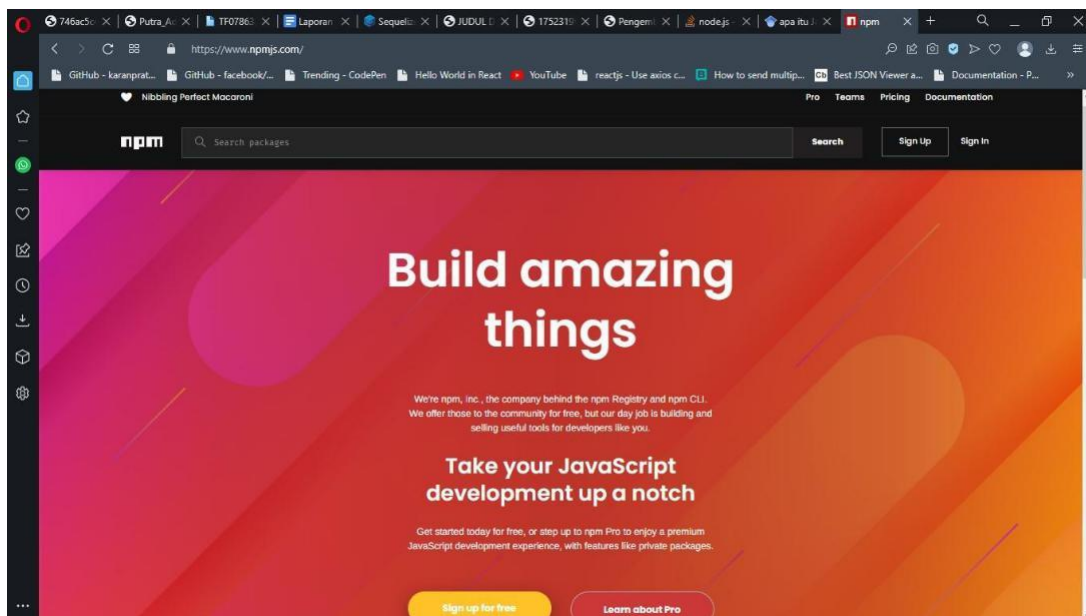 746ac5c
Putra_Ac
TF07863
Laporan
Sequeliz
JUDUL D
1752319
Pengem
node.js -
apa itu J
npm
https://www.npmjs.com/
GitHub - karanprat...
GitHub - facebook/...
Trending - CodePen
Hello World in React
YouTube
reactjs - Use axios c...
How to send multip...
Best JSON Viewer a...
Documentation - P...
Nibbling Perfect Macaroni
Pro
Teams
Pricing
Documentation
npm
Search packages
Search
Sign Up
Sign In
Build amazing
things
We're npm, inc., the company behind the npm Registry and npm CLI.
We offer those to the community for free, but our day job is building and
selling useful tools for developers like you.
Take your JavaScript
development up a notch
Get started today for free, or step up to npm Pro to enjoy a premium
JavaScript development experience, with features like private packages.
Sign up for free
Learn about Pro